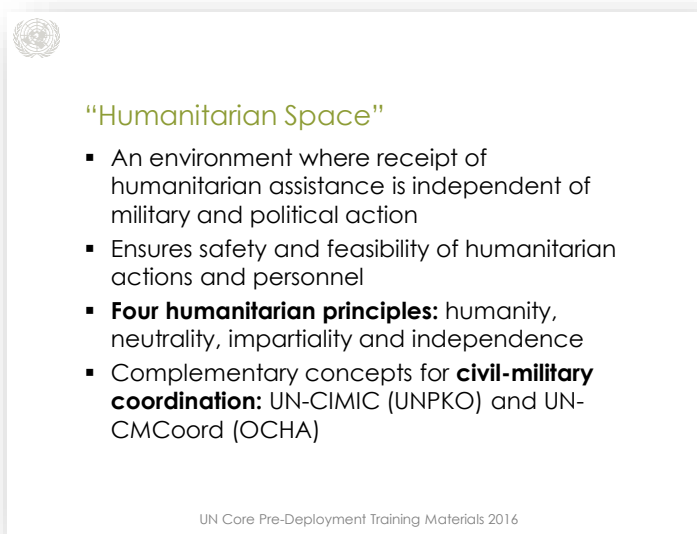 “Humanitarian Space”
▪ An environment where receipt of
humanitarian assistance is independent of
military and political action
▪ Ensures safety and feasibility of humanitarian
actions and personnel
▪ Four humanitarian principles: humanity,
neutrality, impartiality and independence
▪ Complementary concepts for civil-military
coordination: UN-CIMIC (UNPKO) and UN-
CMCoord (OCHA)
UN Core Pre-Deployment Training Materials 2016